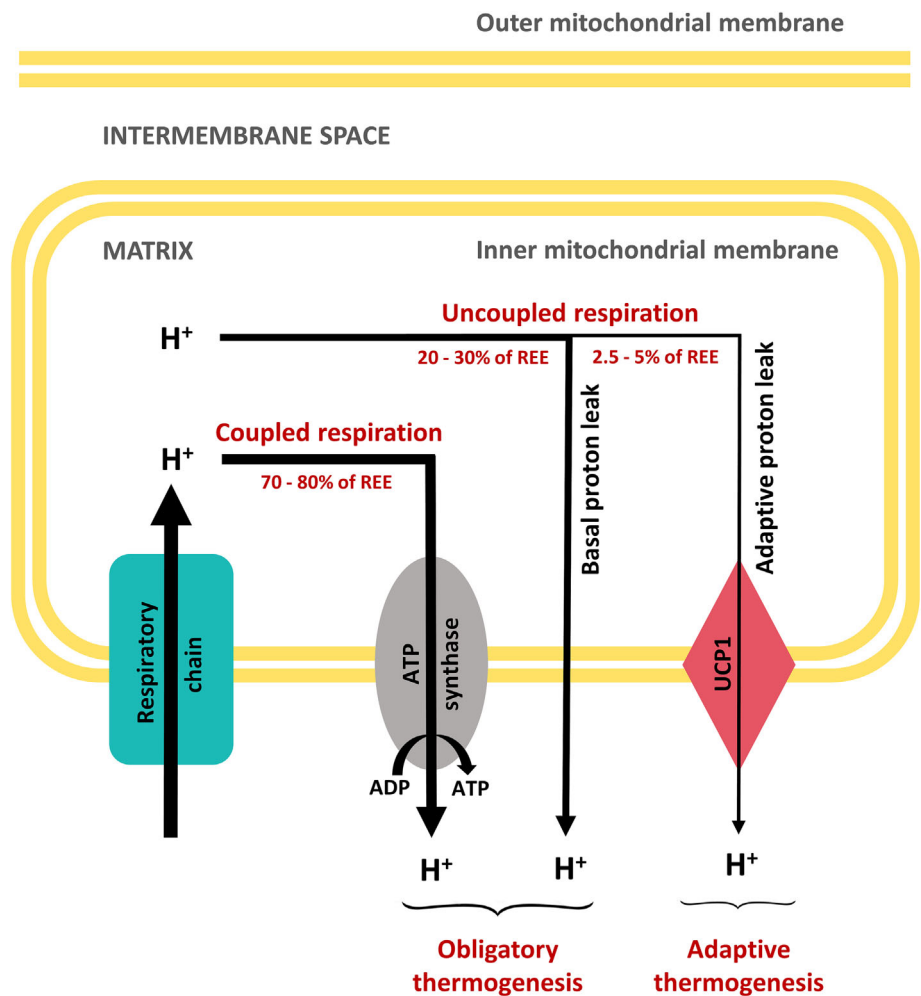 Outer mitochondrial membrane
INTERMEMBRANE SPACE
MATRIX
Inner mitochondrial membrane
Uncoupled respiration
H⁺
20 - 30% of REE
2.5 - 5% of REE
Coupled respiration
H⁺
70 - 80% of REE
Basal proton leak
Adaptive proton leak
Respiratory
chain
ATP
synthase
UCP1
ADP
ATP
H⁺
H⁺
H⁺
Obligatory
thermogenesis
Adaptive
thermogenesis